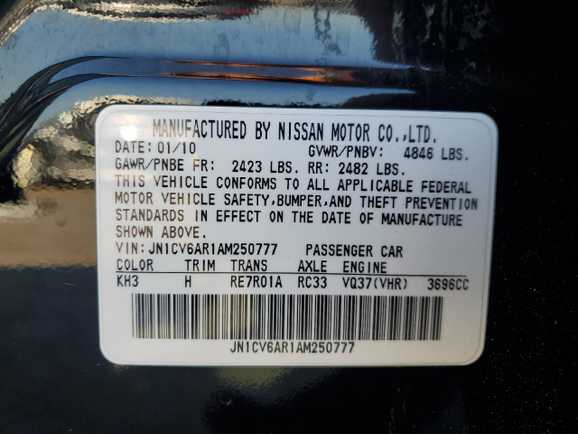 MANUFACTURED BY NISSAN MOTOR CO.,LTD.
DATE: 01/10 GVWR/PNBV: 4846 LBS.
GAWR/PNBE FR: 2423 LBS. RR: 2482 LBS.
THIS VEHICLE CONFORMS TO ALL APPLICABLE FEDERAL
MOTOR VEHICLE SAFETY,BUMPER,AND THEFT PREVENTION
STANDARDS IN EFFECT ON THE DATE OF MANUFACTURE
SHOWN ABOVE.
VIN: JN1CV6AR1AM250777 PASSENGER CAR
COLOR TRIM TRANS AXLE ENGINE
KH3 H RE7R01A RC33 VQ37(VHR) 3696CC
JN1CV6AR1AM250777